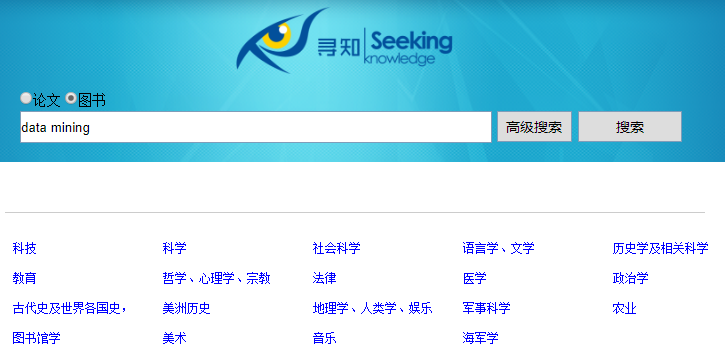 寻知 Seeking
knowledge
论文 图书
data mining 高级搜索 搜索
科技 科学 社会科学 语言学、文学 历史学及相关科学
教育 哲学、心理学、宗教 法律 医学 政治学
古代史及世界各国史， 美洲历史 地理学、人类学、娱乐 军事科学 农业
图书馆学 美术 音乐 海军学